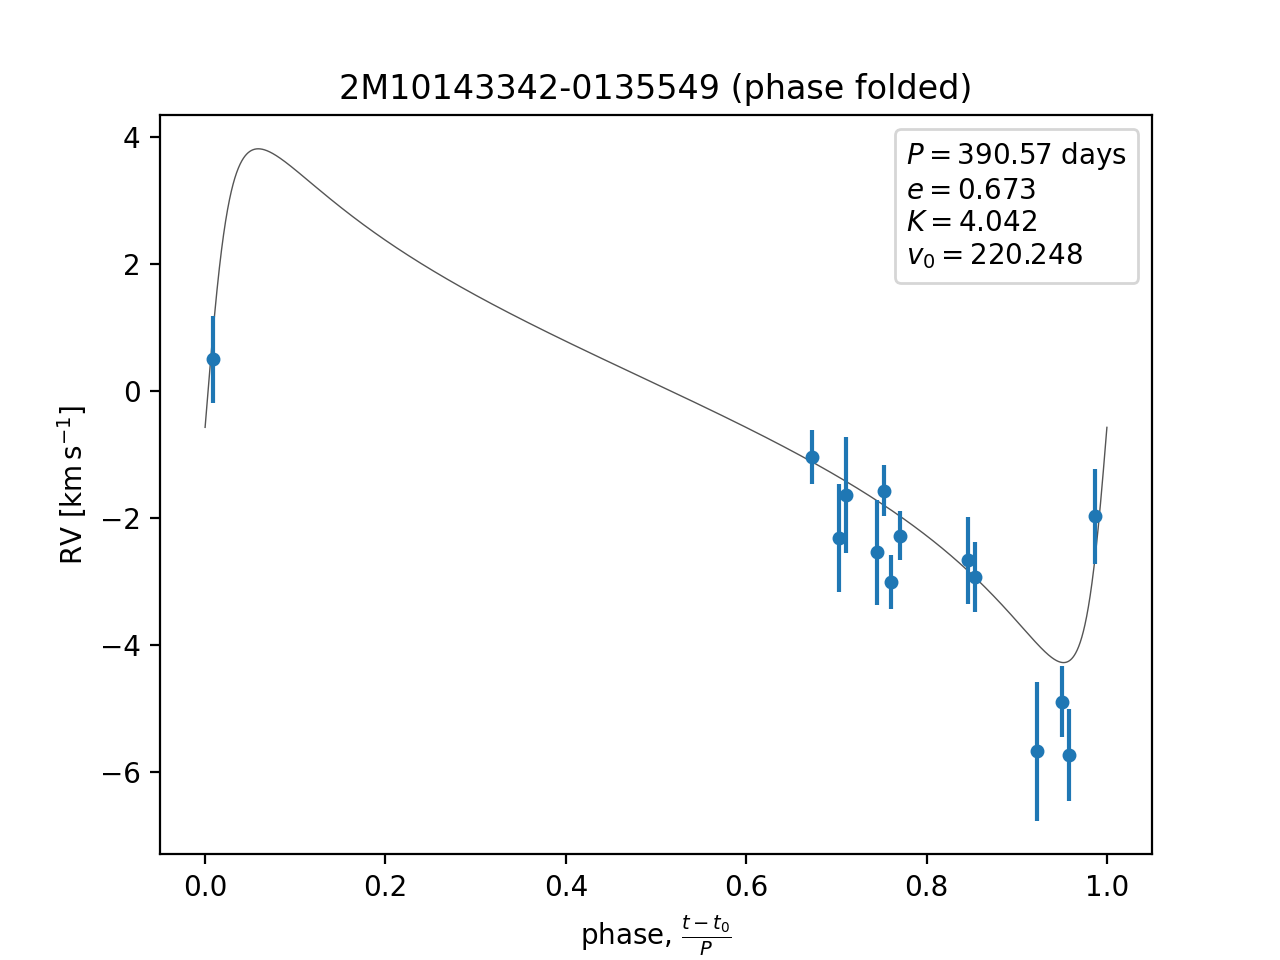 2M10143342-0135549 (phase folded)
P = 390.57 days
e = 0.673
K = 4.042
v₀ = 220.248
4
2
0
−2
−4
−6
RV [km s⁻¹]
0.0 0.2 0.4 0.6 0.8 1.0
phase, (t − t₀)/P